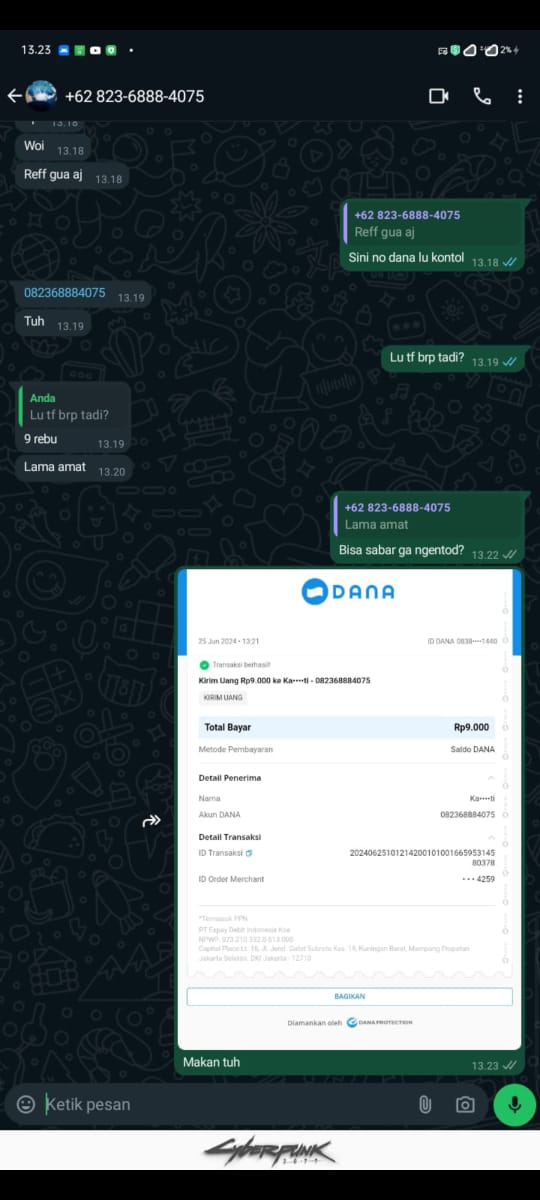 13.23
2%
+62 823-6888-4075
13.18
Woi 13.18
Reff gua aj 13.18
+62 823-6888-4075
Reff gua aj
Sini no dana lu kontol 13.18
082368884075 13.19
Tuh 13.19
Lu tf brp tadi? 13.19
Anda
Lu tf brp tadi?
9 rebu 13.19
Lama amat 13.20
+62 823-6888-4075
Lama amat
Bisa sabar ga ngentod? 13.22
DANA
25 Jun 2024 • 13:21 ID DANA 0838••••1440
Transaksi berhasil!
Kirim Uang Rp9.000 ke Ka••••ti - 082368884075
KIRIM UANG
Total Bayar Rp9.000
Metode Pembayaran Saldo DANA
Detail Penerima
Nama Ka••••ti
Akun DANA 082368884075
Detail Transaksi
ID Transaksi 20240625101214200101001665953145
80378
ID Order Merchant ••• 4259
*Termasuk PPN
PT Espay Debit Indonesia Koe
NPWP: 073.210.332.0-613.000
Capital Place Lt. 18, Jl. Jend. Gatot Subroto Kav. 18, Kuningan Barat, Mampang Prapatan
Jakarta Selatan, DKI Jakarta - 12710
BAGIKAN
Diamankan oleh DANA PROTECTION
Makan tuh 13.23
Ketik pesan
Cyberpunk
2077